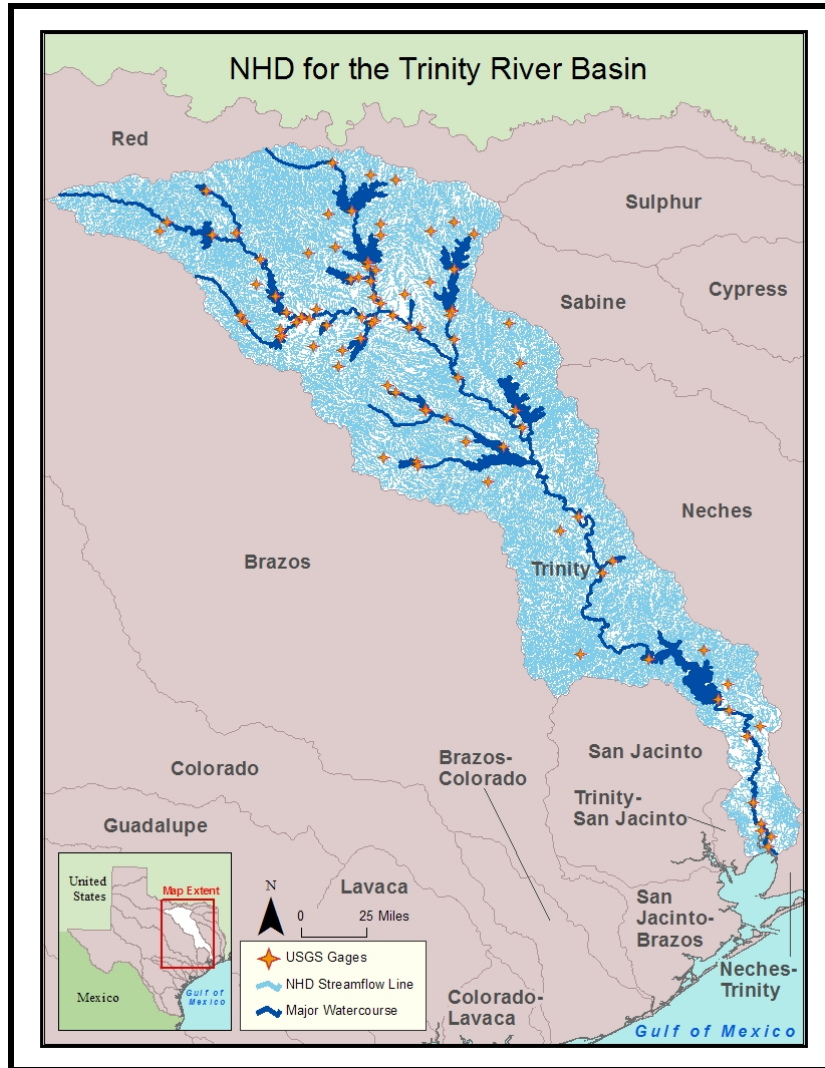 NHD for the Trinity River Basin
Red
Sulphur
Cypress
Sabine
Neches
Brazos
Trinity
San Jacinto
Brazos-
Colorado
Colorado
Trinity-
San Jacinto
Guadalupe
Lavaca
San
Jacinto-
Brazos
Neches-
Trinity
Colorado-
Lavaca
Gulf of Mexico
United
States
Map Extent
Mexico
Gulf of
Mexico
N
0 25 Miles
USGS Gages
NHD Streamflow Line
Major Watercourse